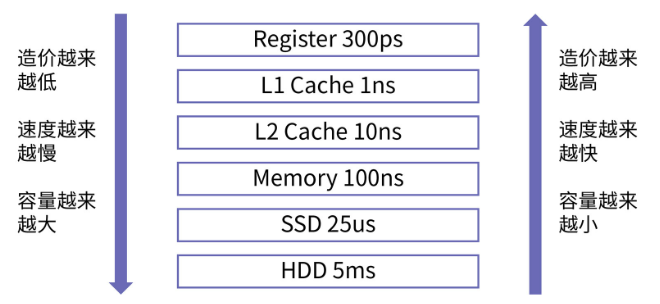 造价越来
越低
速度越来
越慢
容量越来
越大
Register 300ps
L1 Cache 1ns
L2 Cache 10ns
Memory 100ns
SSD 25us
HDD 5ms
造价越来
越高
速度越来
越快
容量越来
越小